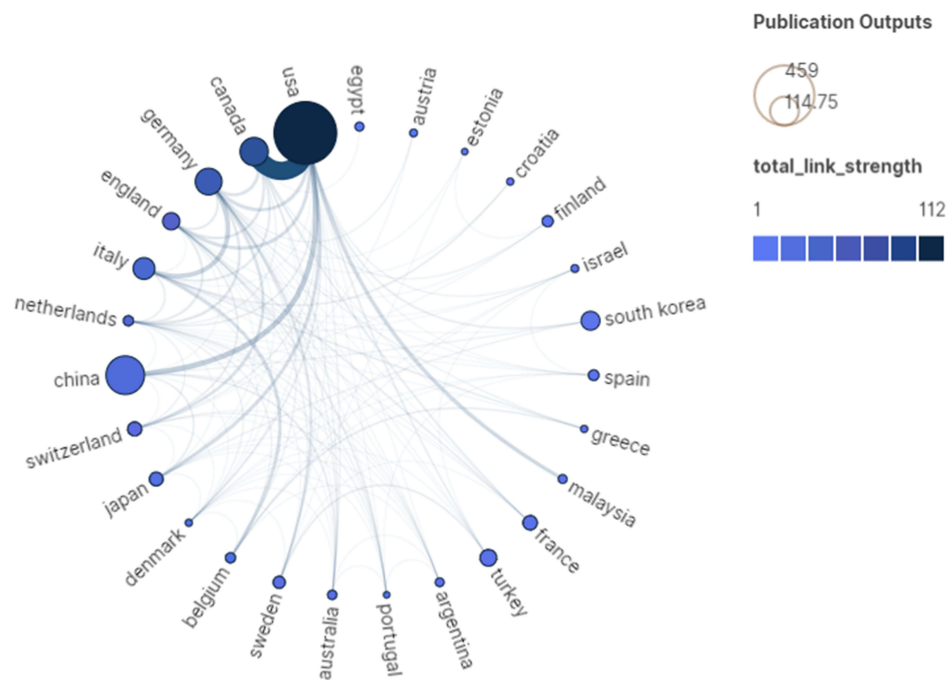 Publication Outputs
459
114.75
total_link_strength
1 112
usa
egypt
austria
estonia
croatia
finland
israel
south korea
spain
greece
malaysia
france
turkey
argentina
portugal
australia
sweden
belgium
denmark
japan
switzerland
china
netherlands
italy
england
germany
canada